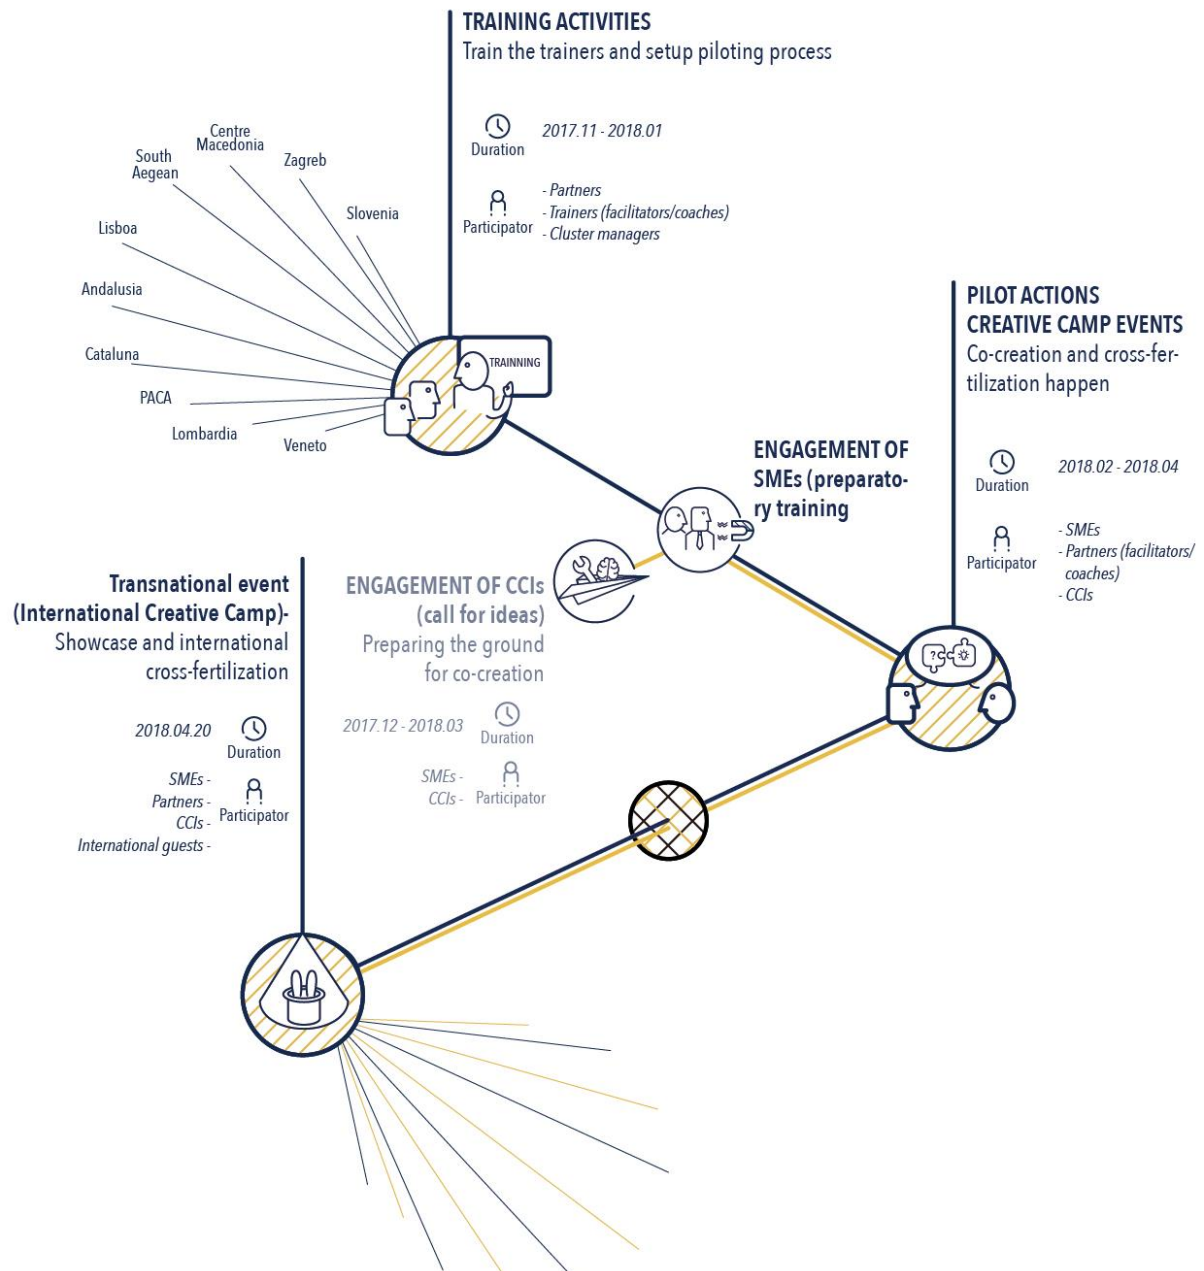 TRAINING ACTIVITIES
Train the trainers and setup piloting process
Duration
2017.11 - 2018.01
Participator
- Partners
- Trainers (facilitators/coaches)
- Cluster managers
Centre
Macedonia
South
Aegean
Zagreb
Slovenia
Lisboa
Andalusia
Cataluna
PACA
Lombardia
Veneto
TRAINNING
PILOT ACTIONS
CREATIVE CAMP EVENTS
Co-creation and cross-fer-
tilization happen
Duration
2018.02 - 2018.04
Participator
- SMEs
- Partners (facilitators/
coaches)
- CCIs
ENGAGEMENT OF
SMEs (preparato-
ry training
?
ENGAGEMENT OF CCIs
(call for ideas)
Preparing the ground
for co-creation
2017.12 - 2018.03
Duration
SMEs -
CCIs -
Participator
Transnational event
(International Creative Camp)-
Showcase and international
cross-fertilization
2018.04.20
Duration
SMEs -
Partners -
CCIs -
International guests -
Participator